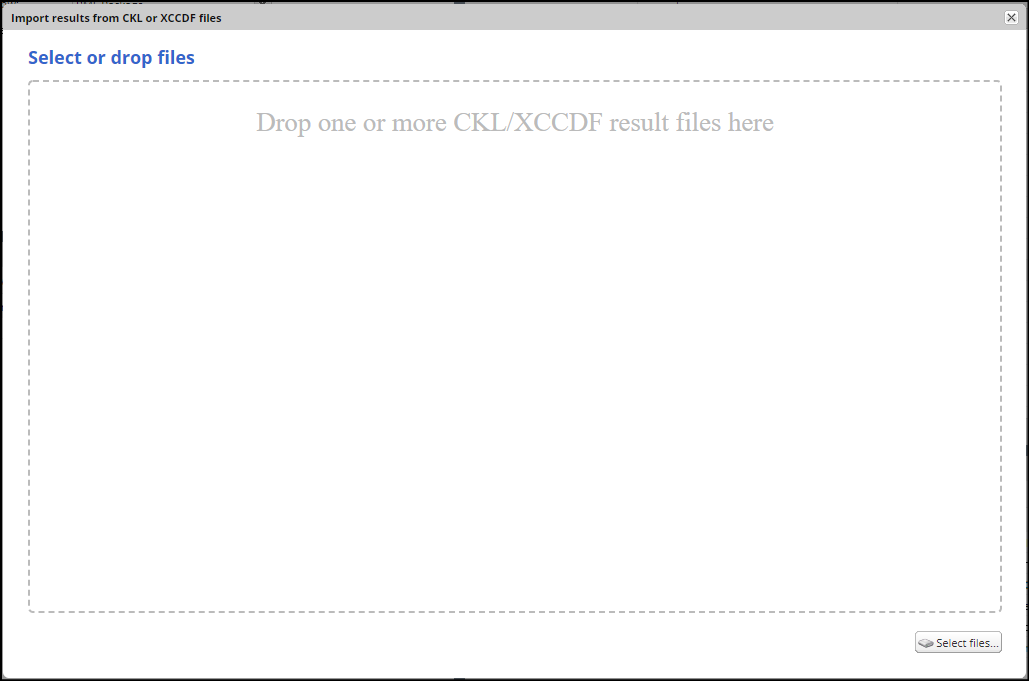 Import results from CKL or XCCDF files
Select or drop files
Drop one or more CKL/XCCDF result files here
Select files...